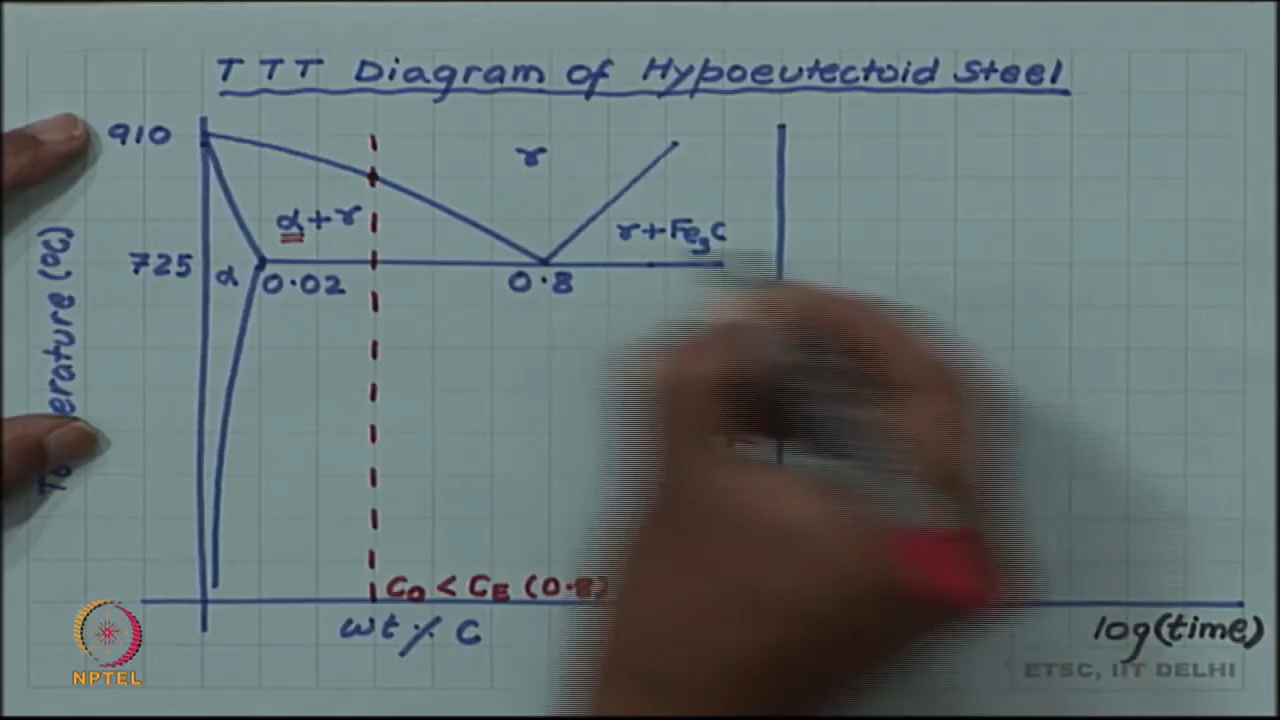 TTT Diagram of Hypoeutectoid Steel
910
γ
α+γ
γ+Fe3C
725
α
0.02
0.8
(0C)
C0 < CE (0.8)
wt % C
log(time)
NPTEL
ETSC, IIT DELHI